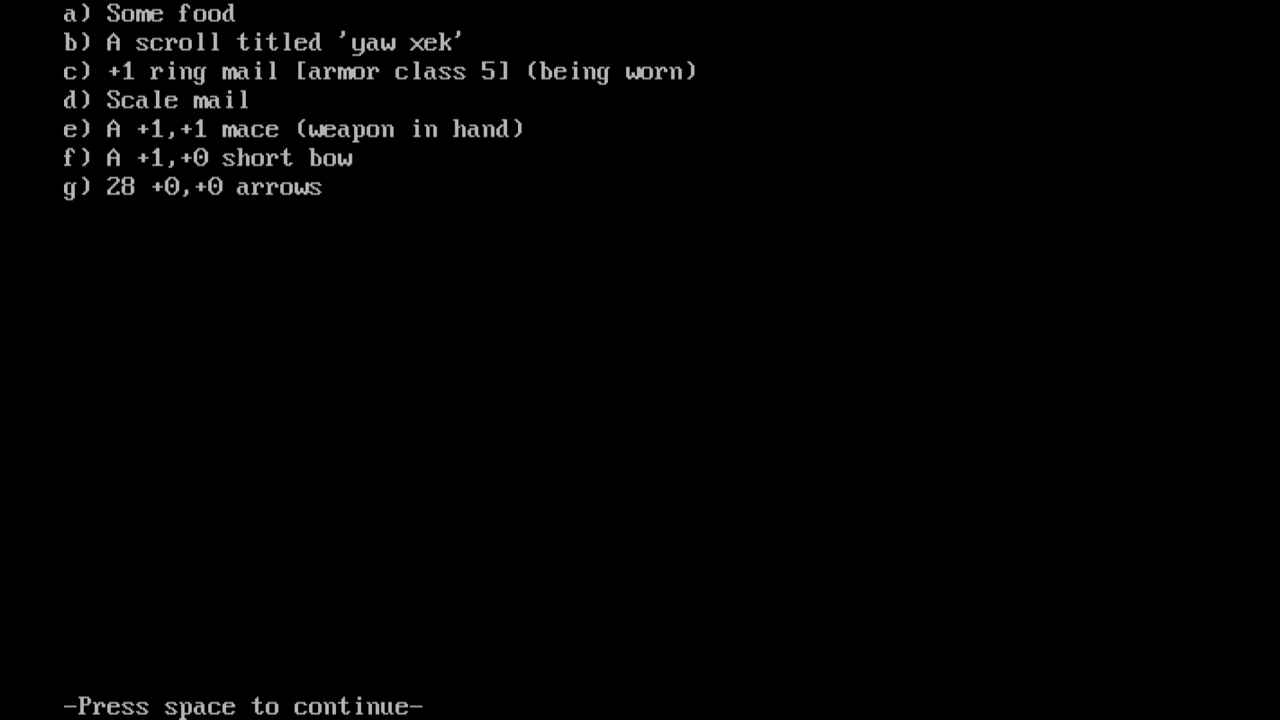 a) Some food
b) A scroll titled 'yaw xek'
c) +1 ring mail [armor class 5] (being worn)
d) Scale mail
e) A +1,+1 mace (weapon in hand)
f) A +1,+0 short bow
g) 28 +0,+0 arrows
-Press space to continue-